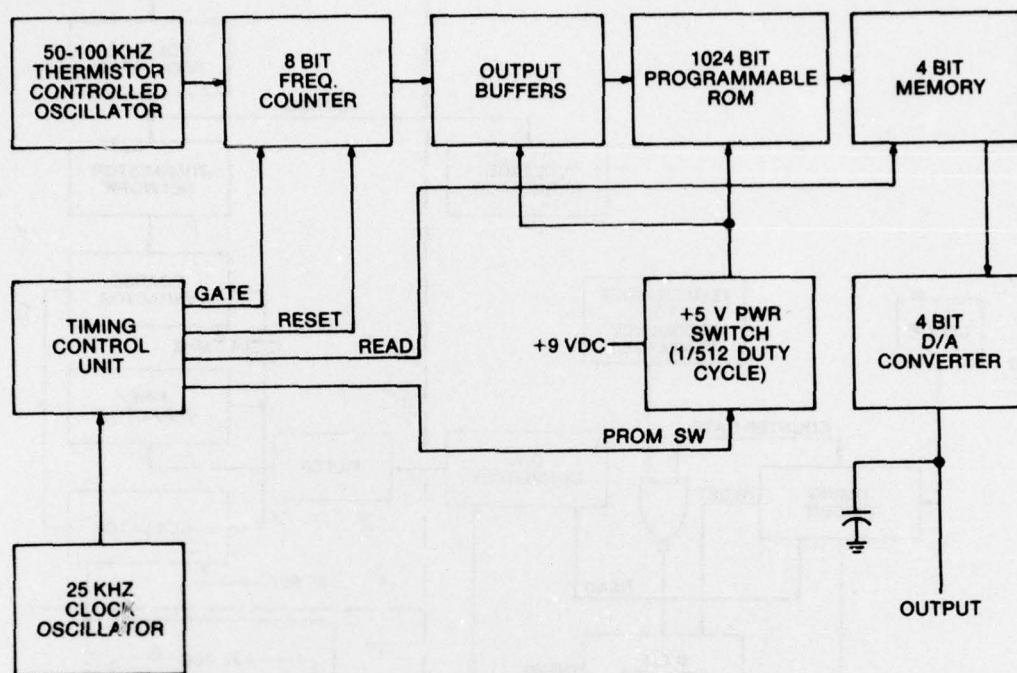 50-100 KHZ
THERMISTOR
CONTROLLED
OSCILLATOR
8 BIT
FREQ.
COUNTER
OUTPUT
BUFFERS
1024 BIT
PROGRAMMABLE
ROM
4 BIT
MEMORY
TIMING
CONTROL
UNIT
GATE
RESET
READ
PROM SW
+9 VDC
+5 V PWR
SWITCH
(1/512 DUTY
CYCLE)
4 BIT
D/A
CONVERTER
25 KHZ
CLOCK
OSCILLATOR
OUTPUT